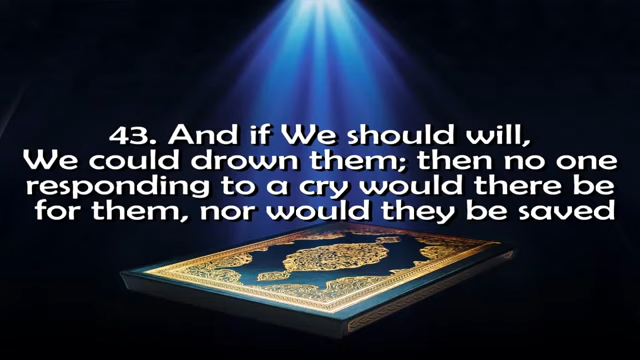 43. And if We should will,
We could drown them; then no one
responding to a cry would there be
for them, nor would they be saved